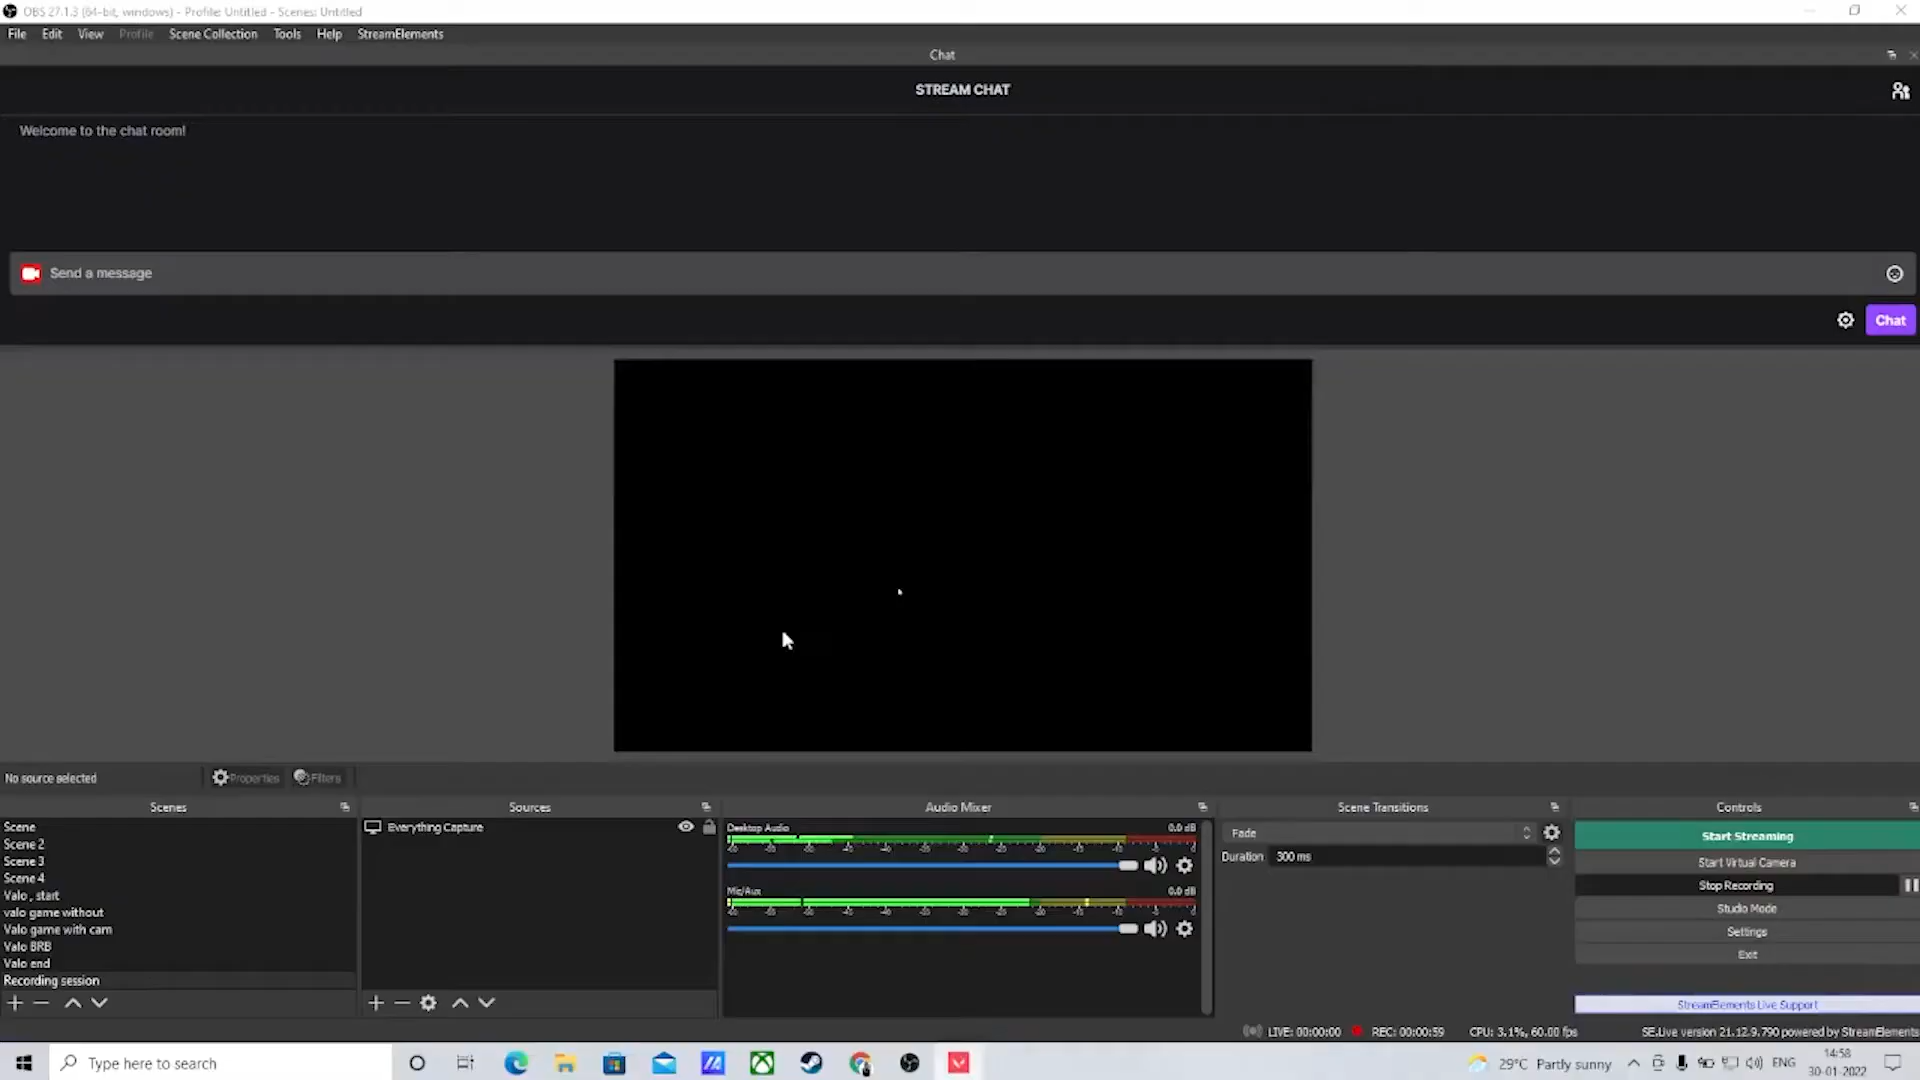 OBS 27.1.3 (64-bit, windows) - Profile: Untitled - Scenes: Untitled
File Edit View Profile Scene Collection Tools Help StreamElements
Chat
STREAM CHAT
Welcome to the chat room!
Send a message
Chat
No source selected
Properties
Filters
Scenes
Scene
Scene 2
Scene 3
Scene 4
Valo , start
valo game without
Valo game with cam
Valo BRB
Valo end
Recording session
Sources
Everything Capture
Audio Mixer
Desktop Audio 0.0 dB
Mic/Aux 0.0 dB
Scene Transitions
Fade
Duration 300 ms
Controls
Start Streaming
Start Virtual Camera
Stop Recording
Studio Mode
Settings
Exit
StreamElements Live Support
LIVE: 00:00:00 REC: 00:00:59 CPU: 3.1%, 60.00 fps SE.Live version 21.12.9.790 powered by StreamElements
Type here to search
29°C Partly sunny
ENG
14:58
30-01-2022